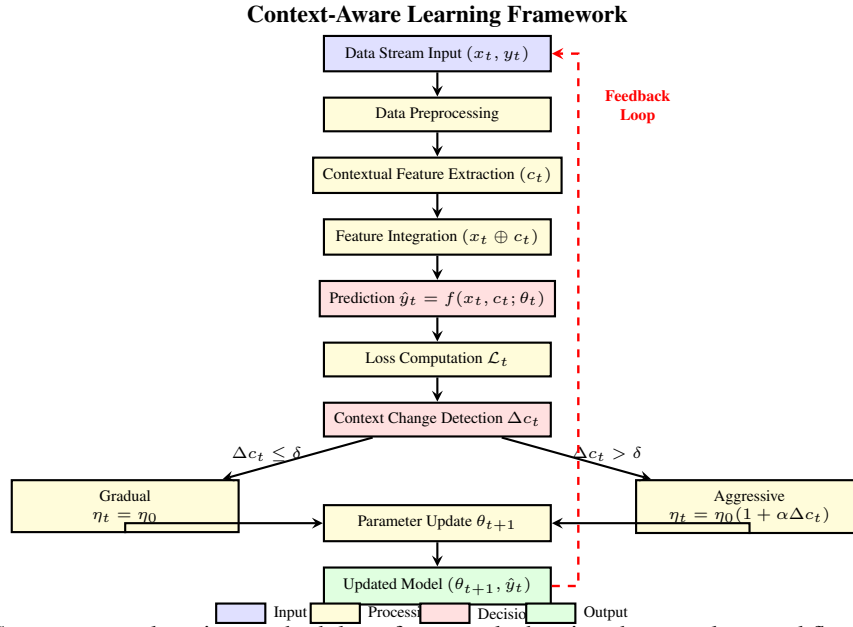 Context-Aware Learning Framework
Data Stream Input (x_t, y_t)
Feedback
Loop
Data Preprocessing
Contextual Feature Extraction (c_t)
Feature Integration (x_t ⊕ c_t)
Prediction ŷ_t = f(x_t, c_t; θ_t)
Loss Computation ℒ_t
Context Change Detection Δc_t
Δc_t ≤ δ
Δc_t > δ
Gradual
η_t = η_0
Aggressive
η_t = η_0(1 + αΔc_t)
Parameter Update θ_{t+1}
Updated Model (θ_{t+1}, ŷ_t)
Input
Processi
Decisio
Output